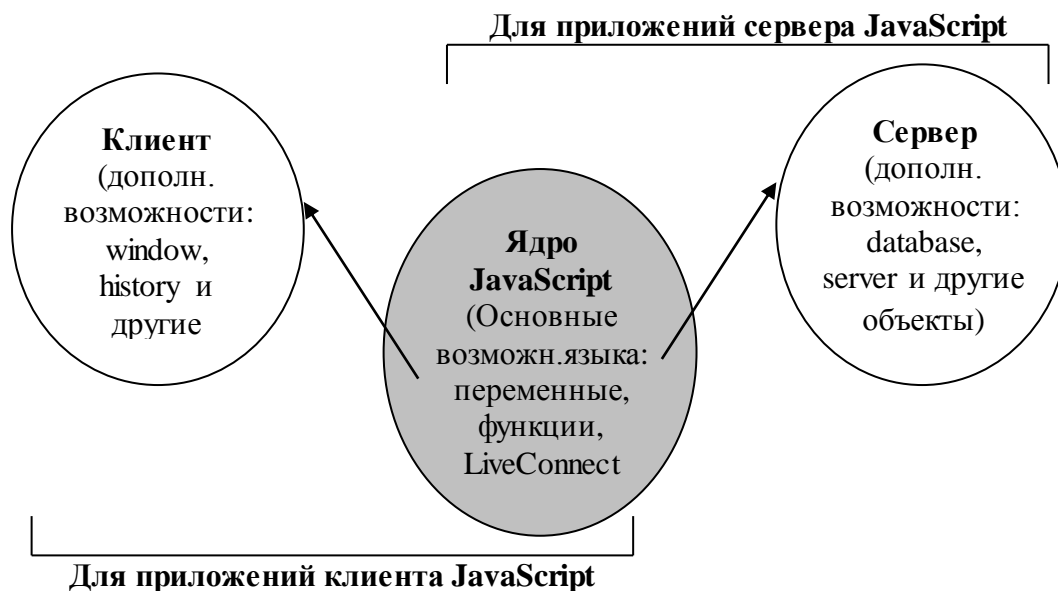 Для приложений сервера JavaScript
Клиент
(дополн.
возможности:
window,
history и
другие
Ядро
JavaScript
(Основные
возможн.языка:
переменные,
функции,
LiveConnect
Сервер
(дополн.
возможности:
database,
server и другие
объекты)
Для приложений клиента JavaScript